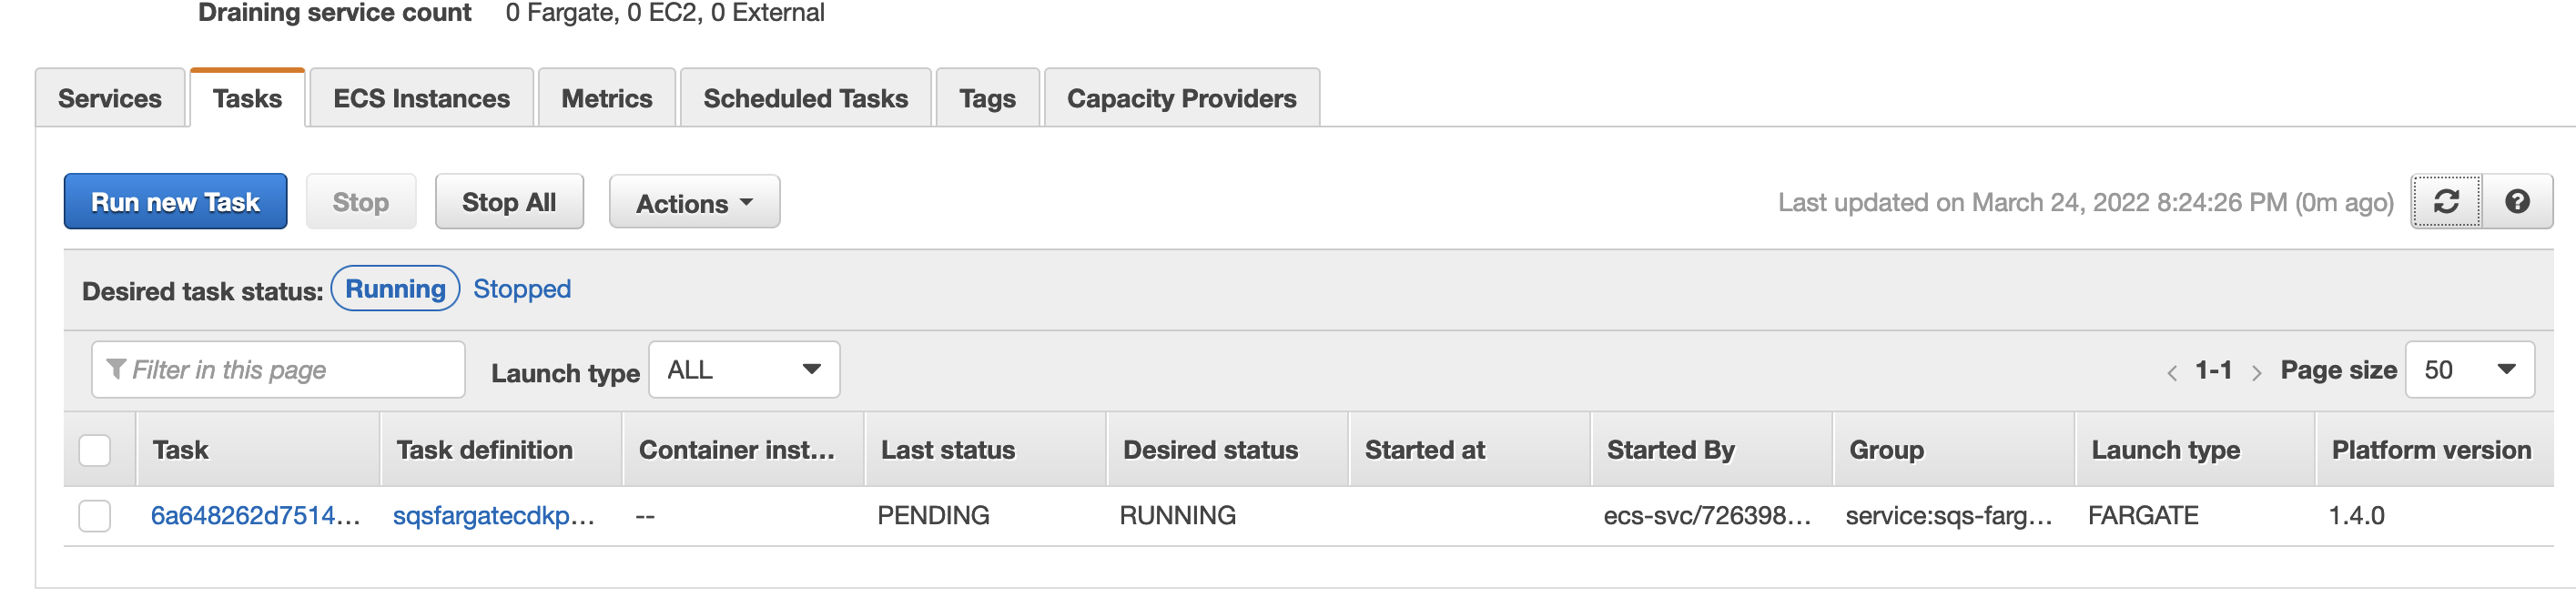 Draining service count 0 Fargate, 0 EC2, 0 External
Services Tasks ECS Instances Metrics Scheduled Tasks Tags Capacity Providers
Run new Task Stop Stop All Actions Last updated on March 24, 2022 8:24:26 PM (0m ago)
Desired task status: Running Stopped
Filter in this page Launch type ALL 1-1 Page size 50
Task Task definition Container inst... Last status Desired status Started at Started By Group Launch type Platform version
6a648262d7514... sqsfargatecdkp... -- PENDING RUNNING ecs-svc/726398... service:sqs-farg... FARGATE 1.4.0